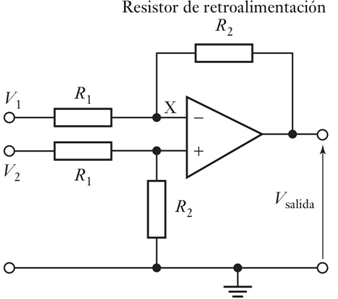 Resistor de retroalimentación
R2
V1
R1
X
−
V2
R1
+
R2
Vsalida